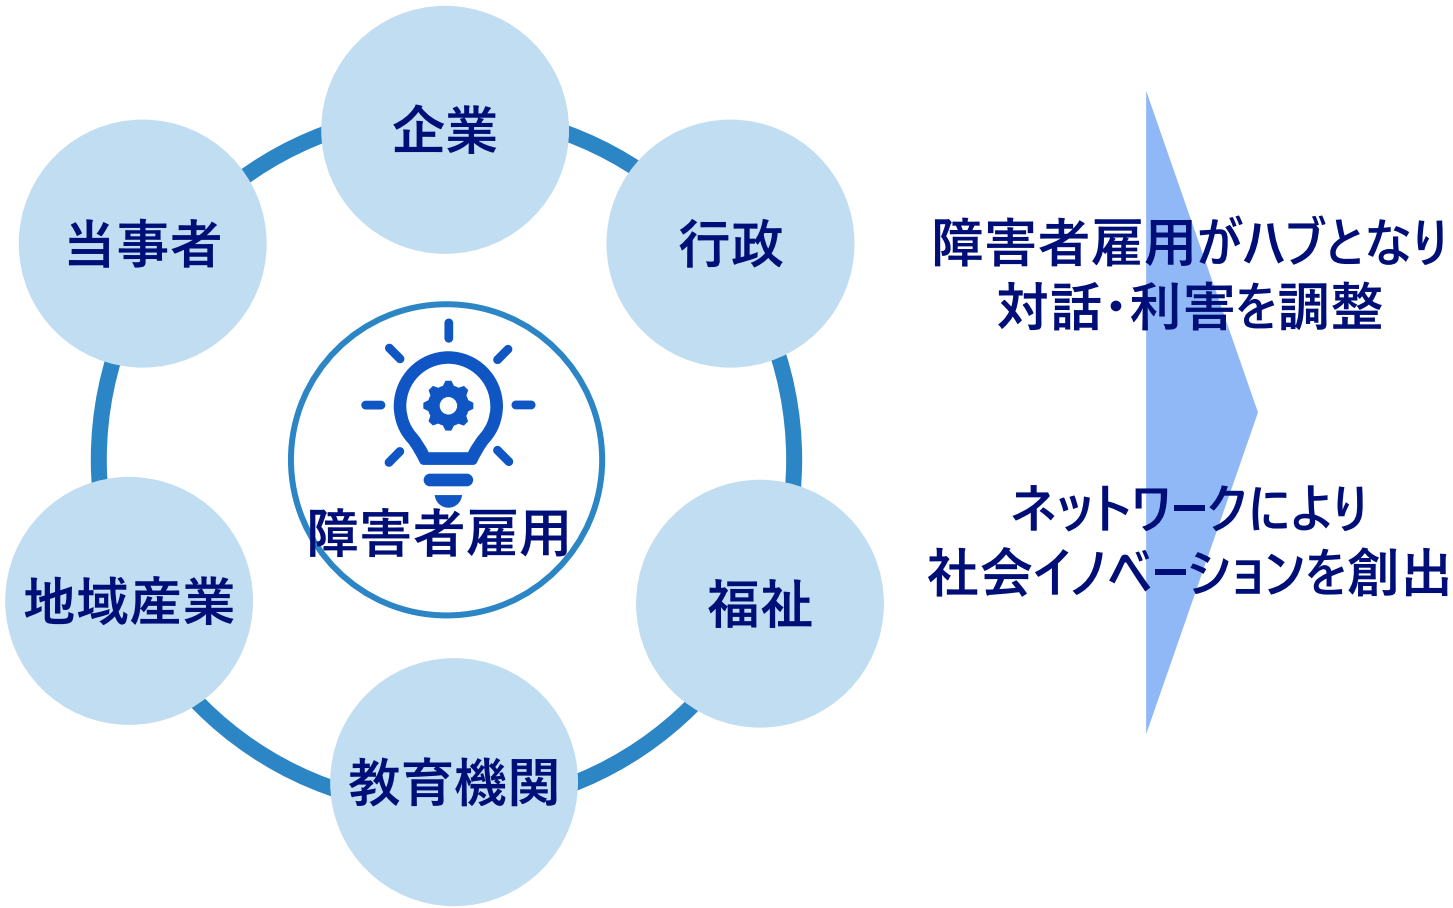 企業
当事者
行政
障害者雇用
地域産業
福祉
教育機関
障害者雇用がハブとなり
対話・利害を調整
ネットワークにより
社会イノベーションを創出